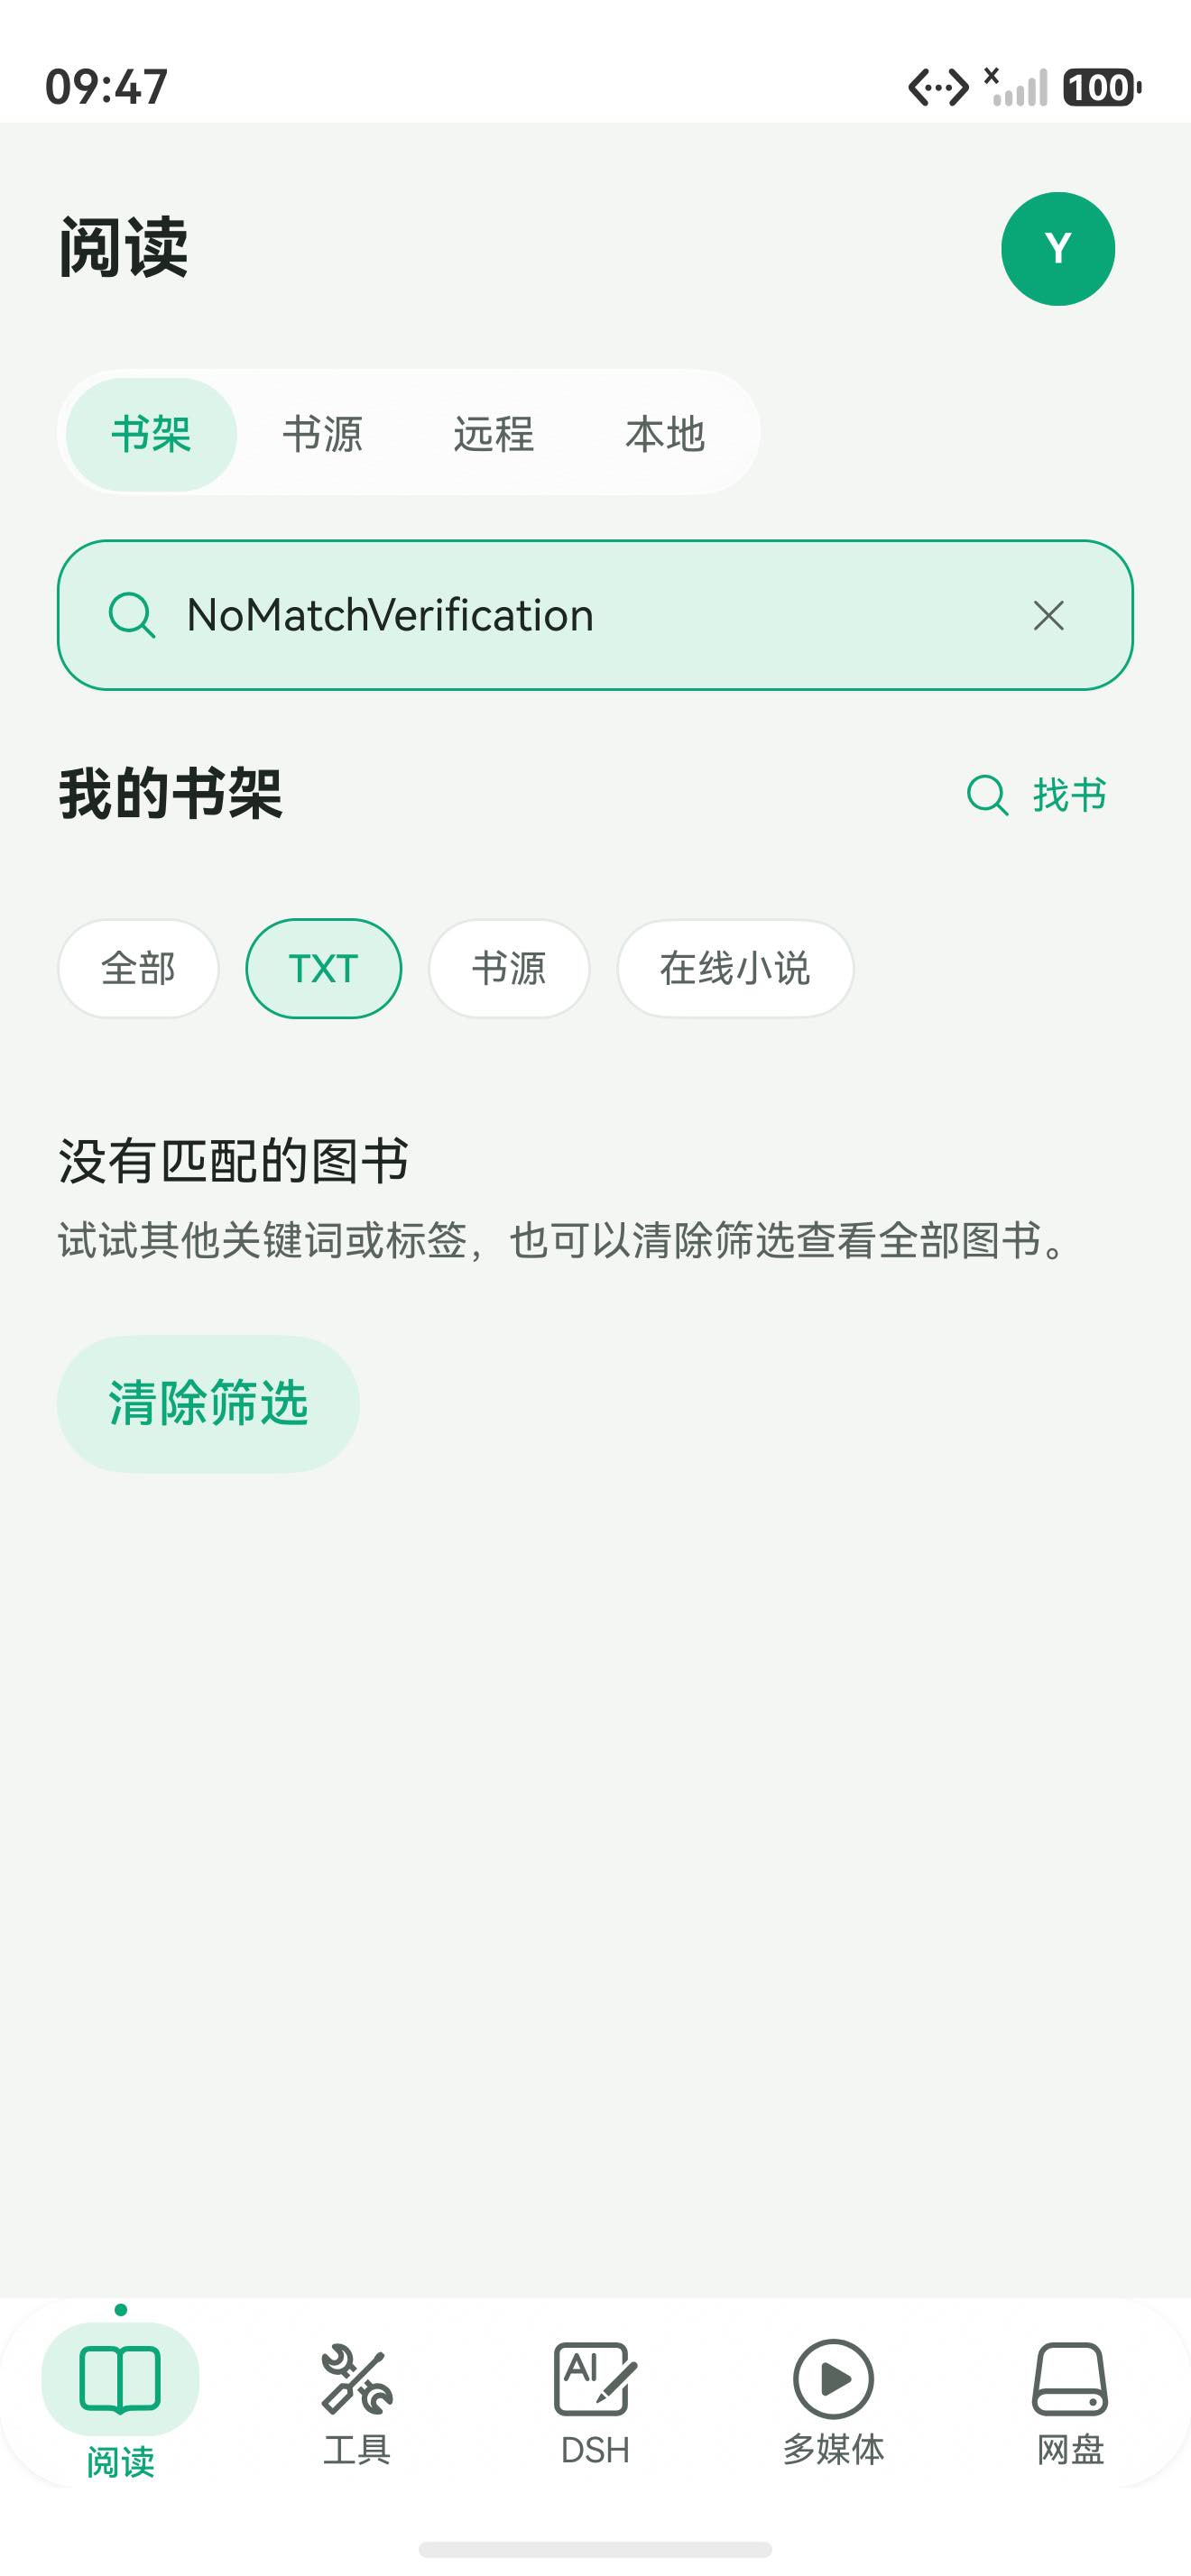 09:47
100
阅读
Y
书架 书源 远程 本地
NoMatchVerification
我的书架
找书
全部 TXT 书源 在线小说
没有匹配的图书
试试其他关键词或标签，也可以清除筛选查看全部图书。
清除筛选
AI
阅读 工具 DSH 多媒体 网盘